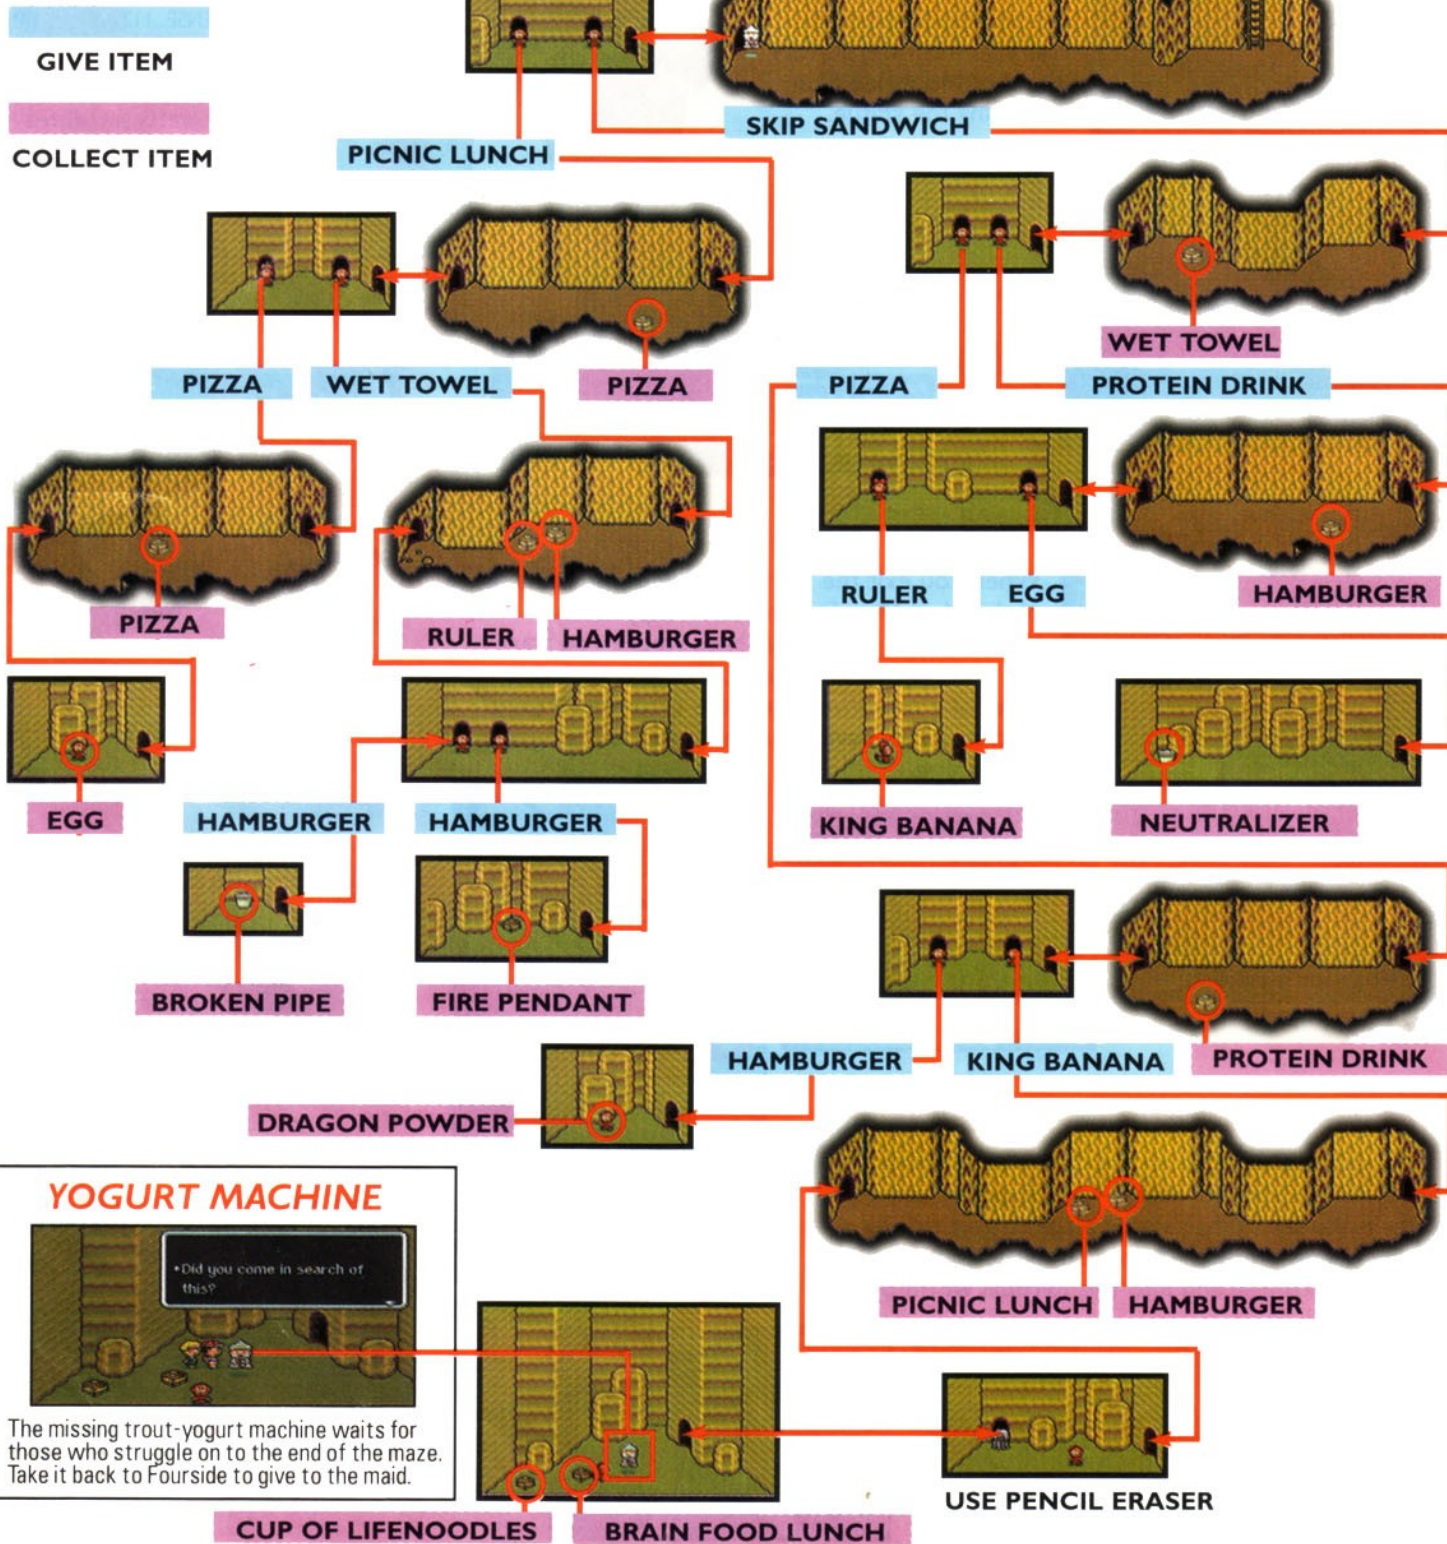 GIVE ITEM
COLLECT ITEM
SKIP SANDWICH
PICNIC LUNCH
WET TOWEL
PIZZA
WET TOWEL
PIZZA
PIZZA
PROTEIN DRINK
PIZZA
RULER
HAMBURGER
RULER
EGG
HAMBURGER
EGG
HAMBURGER
HAMBURGER
KING BANANA
NEUTRALIZER
BROKEN PIPE
FIRE PENDANT
HAMBURGER
KING BANANA
PROTEIN DRINK
DRAGON POWDER
YOGURT MACHINE
•Did you come in search of
this?
The missing trout-yogurt machine waits for
those who struggle on to the end of the maze.
Take it back to Fourside to give to the maid.
PICNIC LUNCH
HAMBURGER
USE PENCIL ERASER
CUP OF LIFENOODLES
BRAIN FOOD LUNCH